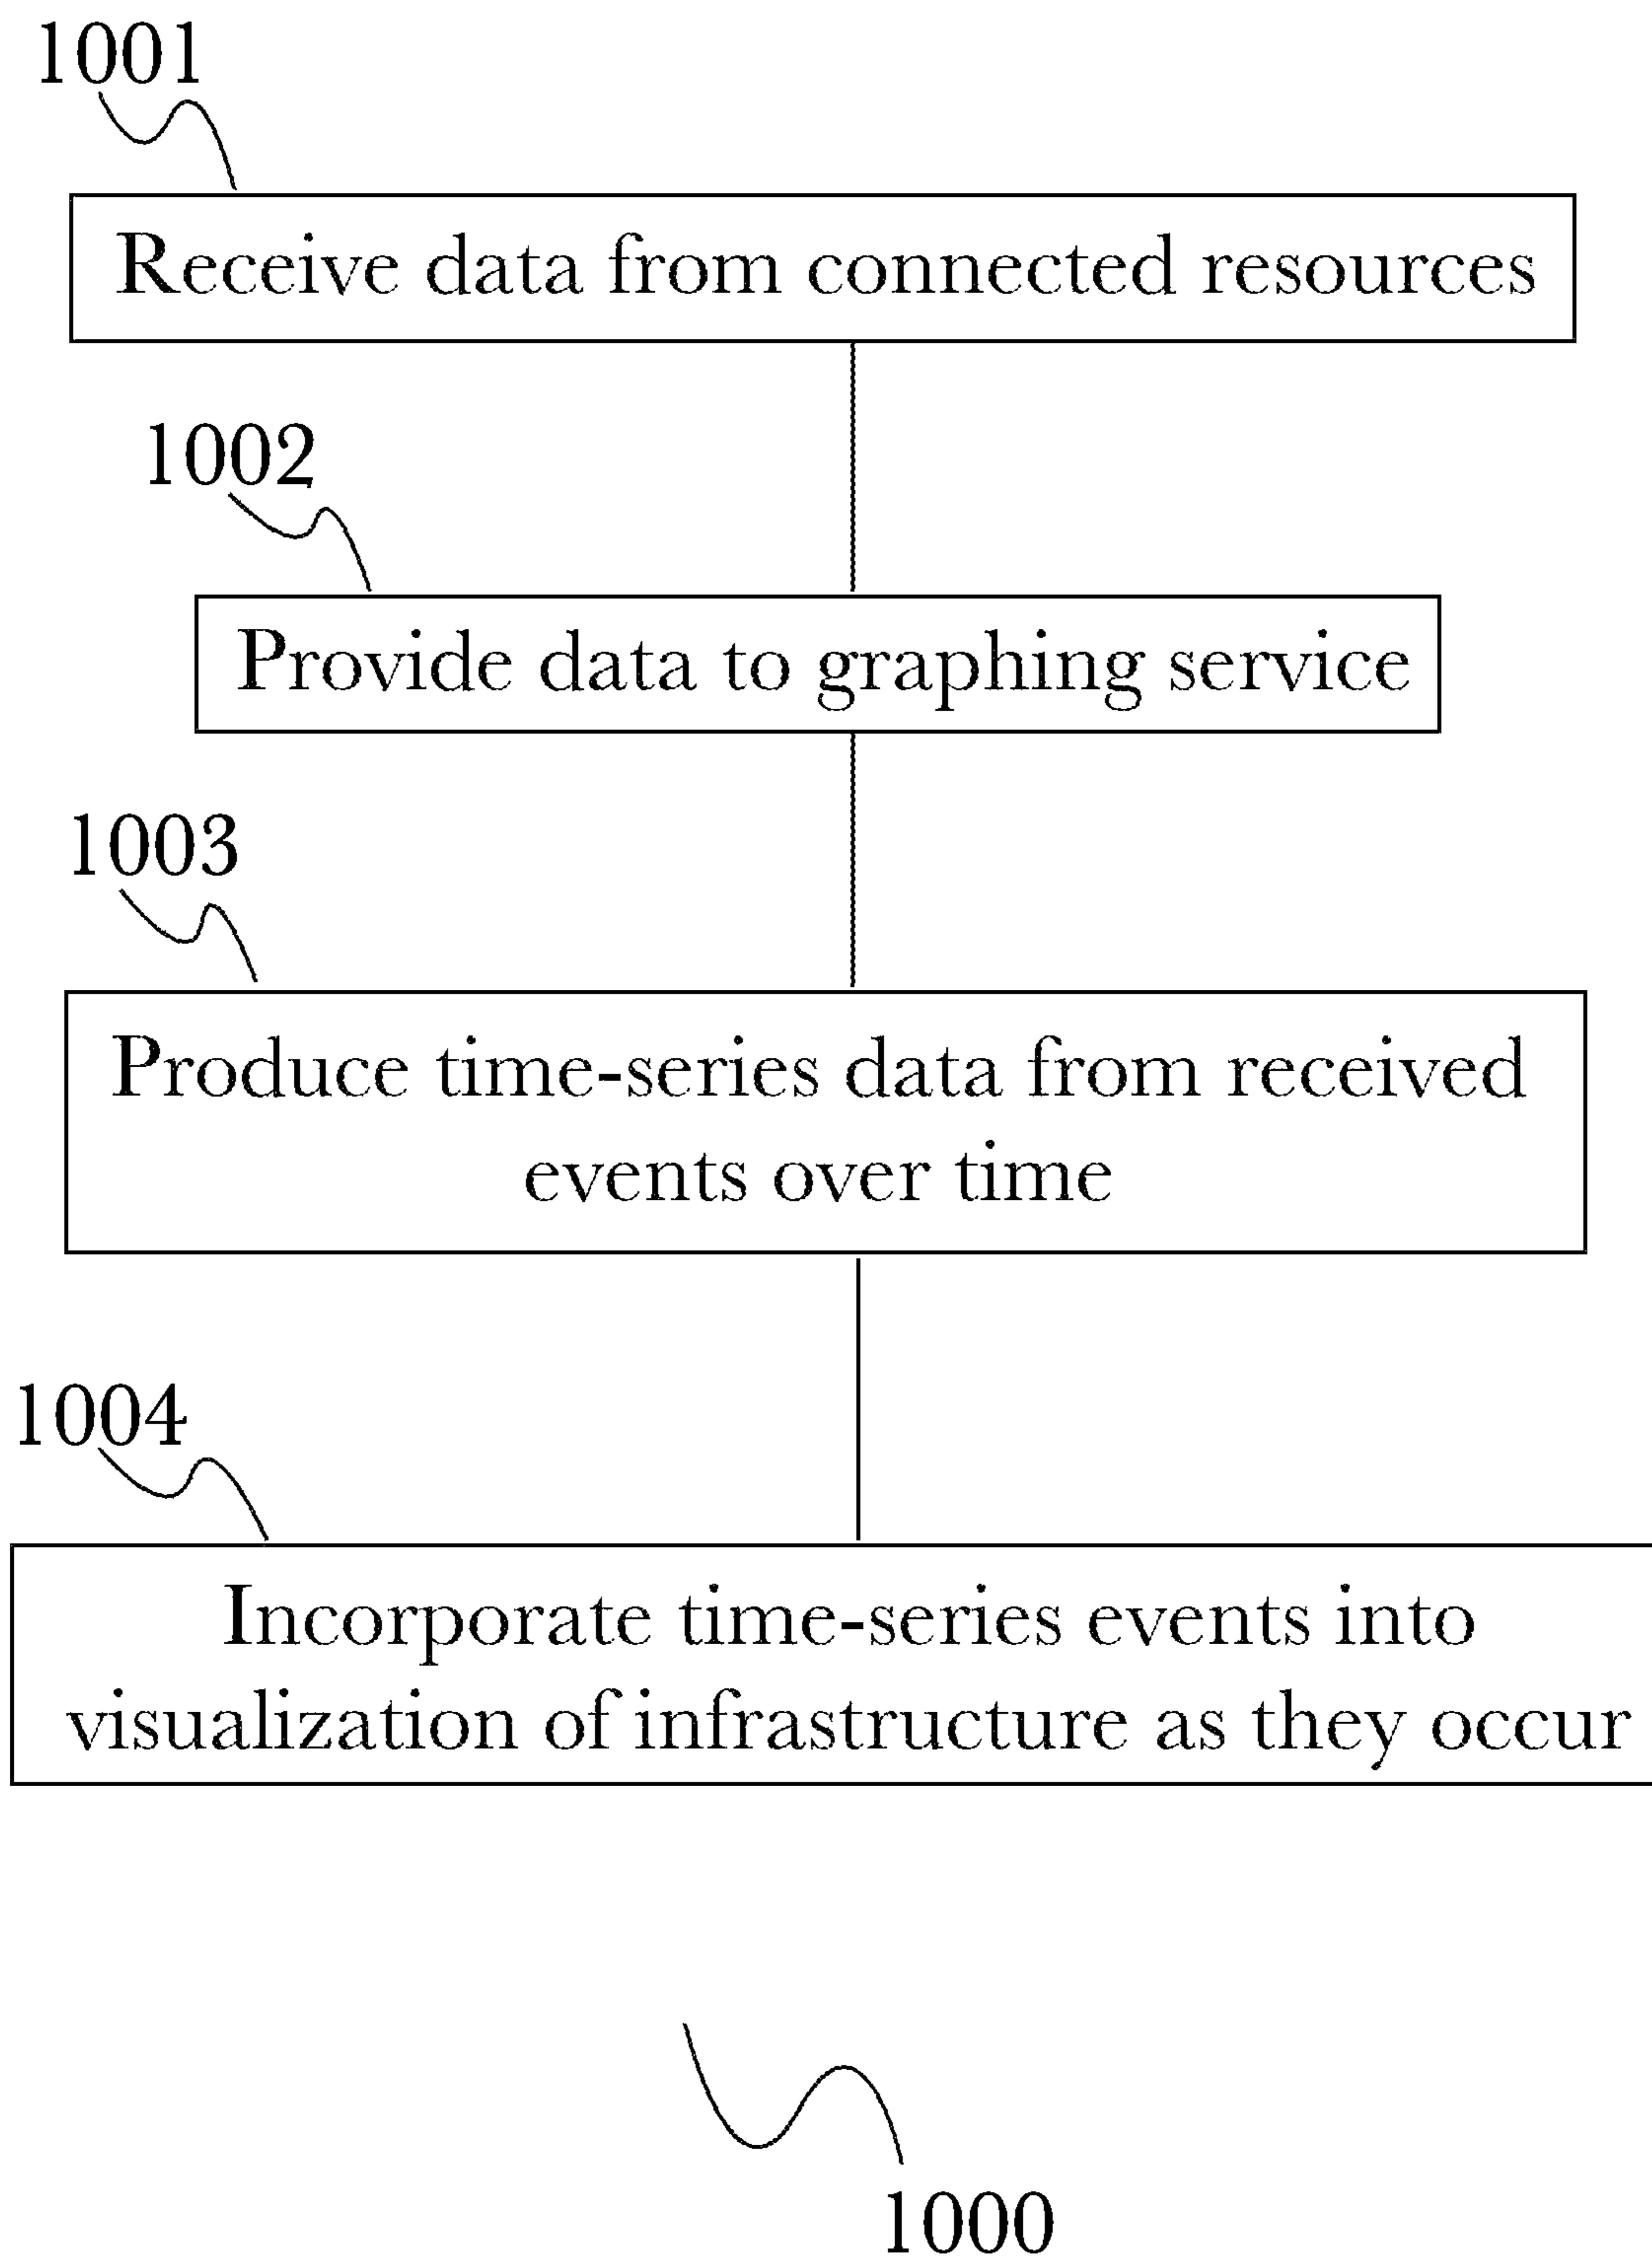 1001
Receive data from connected resources
1002
Provide data to graphing service
1003
Produce time-series data from received
events over time
1004
Incorporate time-series events into
visualization of infrastructure as they occur
1000